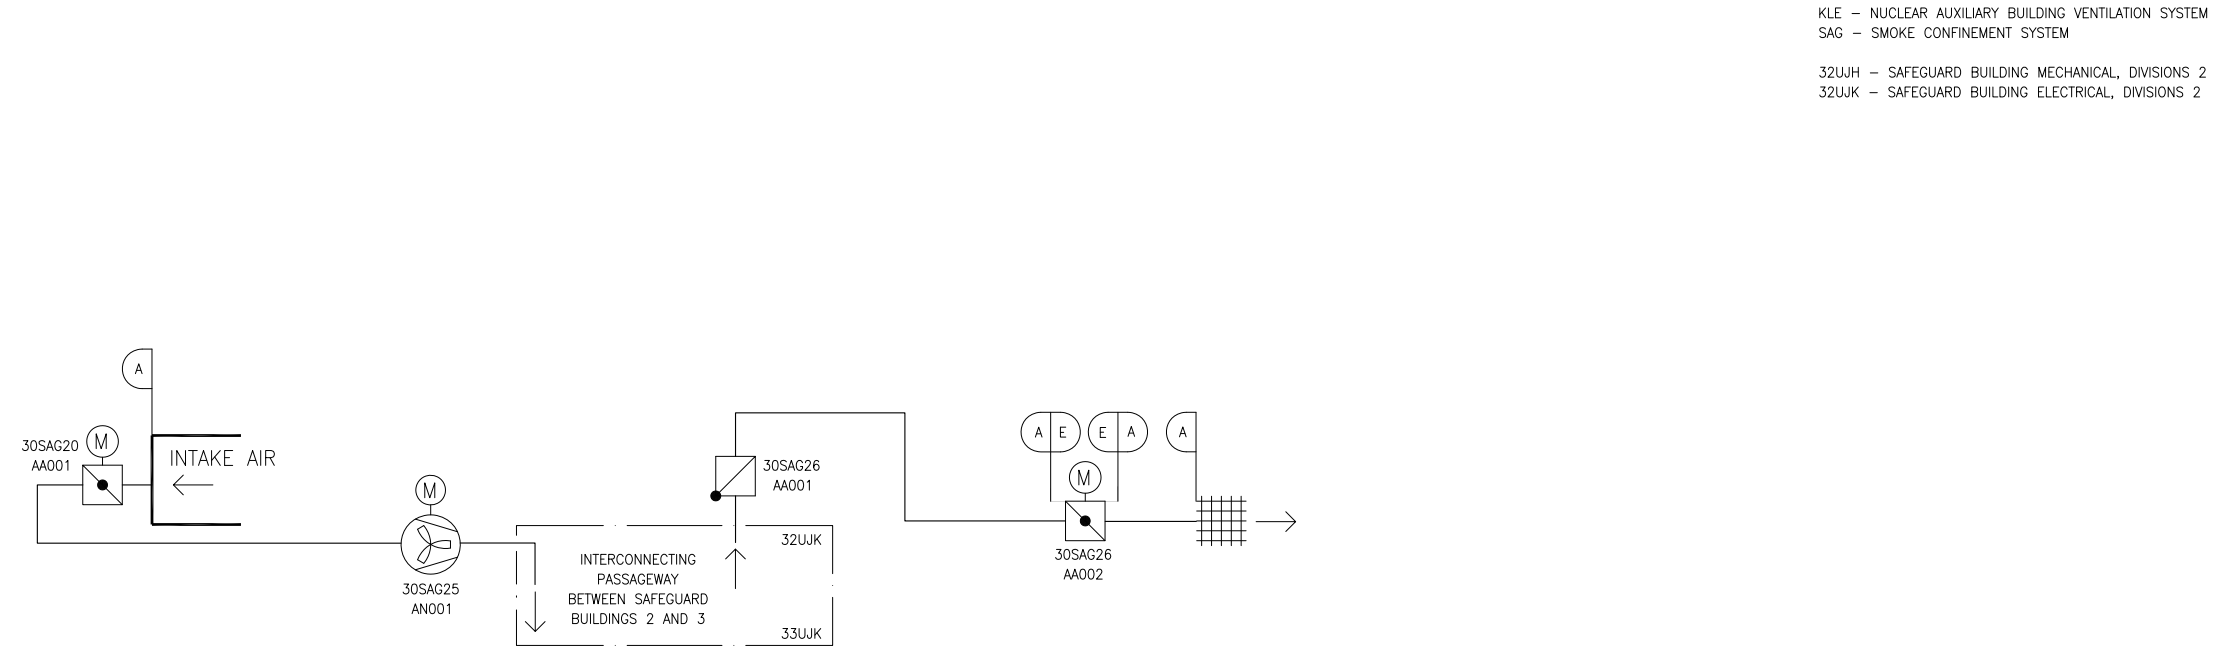 KLE – NUCLEAR AUXILIARY BUILDING VENTILATION SYSTEM
SAG – SMOKE CONFINEMENT SYSTEM
32UJH – SAFEGUARD BUILDING MECHANICAL, DIVISIONS 2
32UJK – SAFEGUARD BUILDING ELECTRICAL, DIVISIONS 2
A
30SAG20
AA001
M
INTAKE AIR
M
30SAG25
AN001
30SAG26
AA001
32UJK
INTERCONNECTING
PASSAGEWAY
BETWEEN SAFEGUARD
BUILDINGS 2 AND 3
33UJK
A E
E A
A
M
30SAG26
AA002